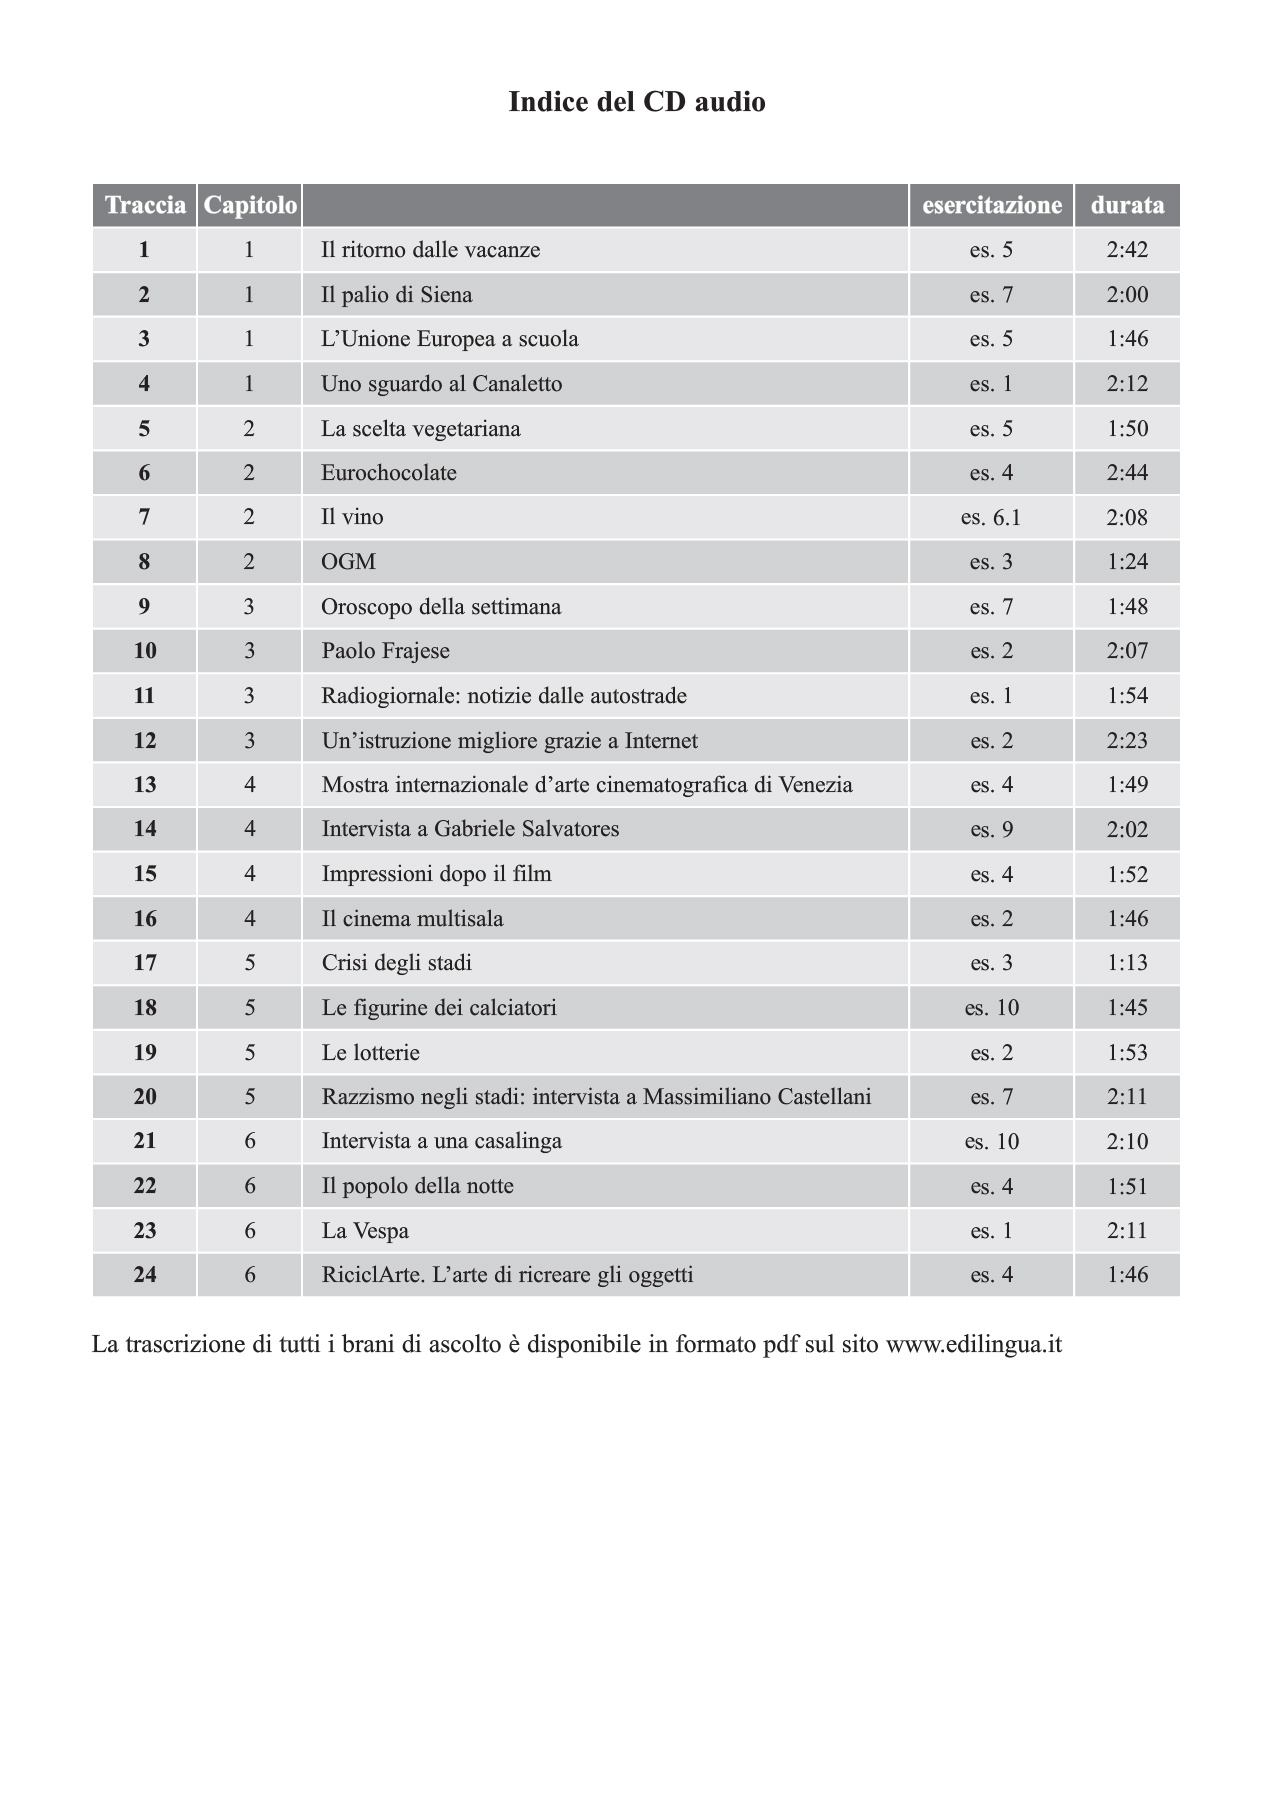 Indice del CD audio
Traccia Capitolo esercitazione durata
1 1 Il ritorno dalle vacanze es. 5 2:42
2 1 Il palio di Siena es. 7 2:00
3 1 L’Unione Europea a scuola es. 5 1:46
4 1 Uno sguardo al Canaletto es. 1 2:12
5 2 La scelta vegetariana es. 5 1:50
6 2 Eurochocolate es. 4 2:44
7 2 Il vino es. 6.1 2:08
8 2 OGM es. 3 1:24
9 3 Oroscopo della settimana es. 7 1:48
10 3 Paolo Frajese es. 2 2:07
11 3 Radiogiornale: notizie dalle autostrade es. 1 1:54
12 3 Un’istruzione migliore grazie a Internet es. 2 2:23
13 4 Mostra internazionale d’arte cinematografica di Venezia es. 4 1:49
14 4 Intervista a Gabriele Salvatores es. 9 2:02
15 4 Impressioni dopo il film es. 4 1:52
16 4 Il cinema multisala es. 2 1:46
17 5 Crisi degli stadi es. 3 1:13
18 5 Le figurine dei calciatori es. 10 1:45
19 5 Le lotterie es. 2 1:53
20 5 Razzismo negli stadi: intervista a Massimiliano Castellani es. 7 2:11
21 6 Intervista a una casalinga es. 10 2:10
22 6 Il popolo della notte es. 4 1:51
23 6 La Vespa es. 1 2:11
24 6 RiciclArte. L’arte di ricreare gli oggetti es. 4 1:46
La trascrizione di tutti i brani di ascolto è disponibile in formato pdf sul sito www.edilingua.it